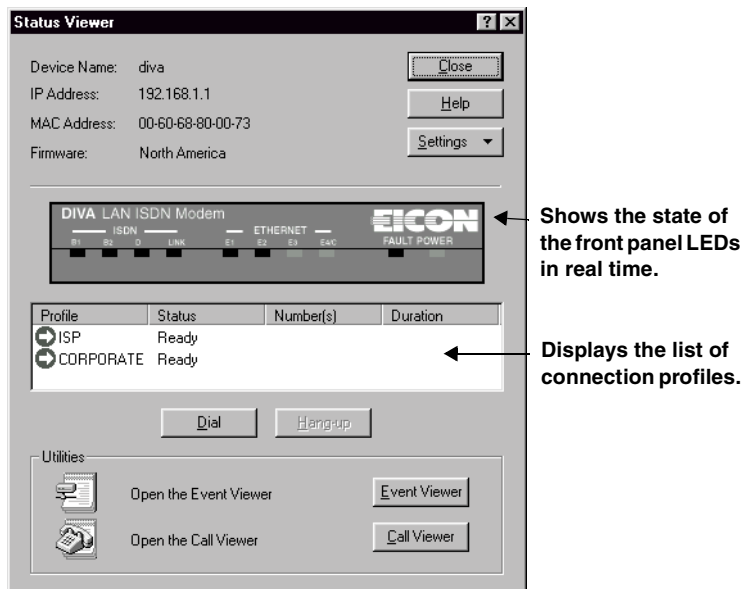 Status Viewer
Device Name: diva
IP Address: 192.168.1.1
MAC Address: 00-60-68-80-00-73
Firmware: North America
Close
Help
Settings
DIVA LAN ISDN Modem
EICON
ISDN
ETHERNET
B1 B2 D LINK E1 E2 E3 E4/C FAULT POWER
Shows the state of
the front panel LEDs
in real time.
Profile Status Number(s) Duration
ISP Ready
CORPORATE Ready
Displays the list of
connection profiles.
Dial Hang-up
Utilities
Open the Event Viewer Event Viewer
Open the Call Viewer Call Viewer